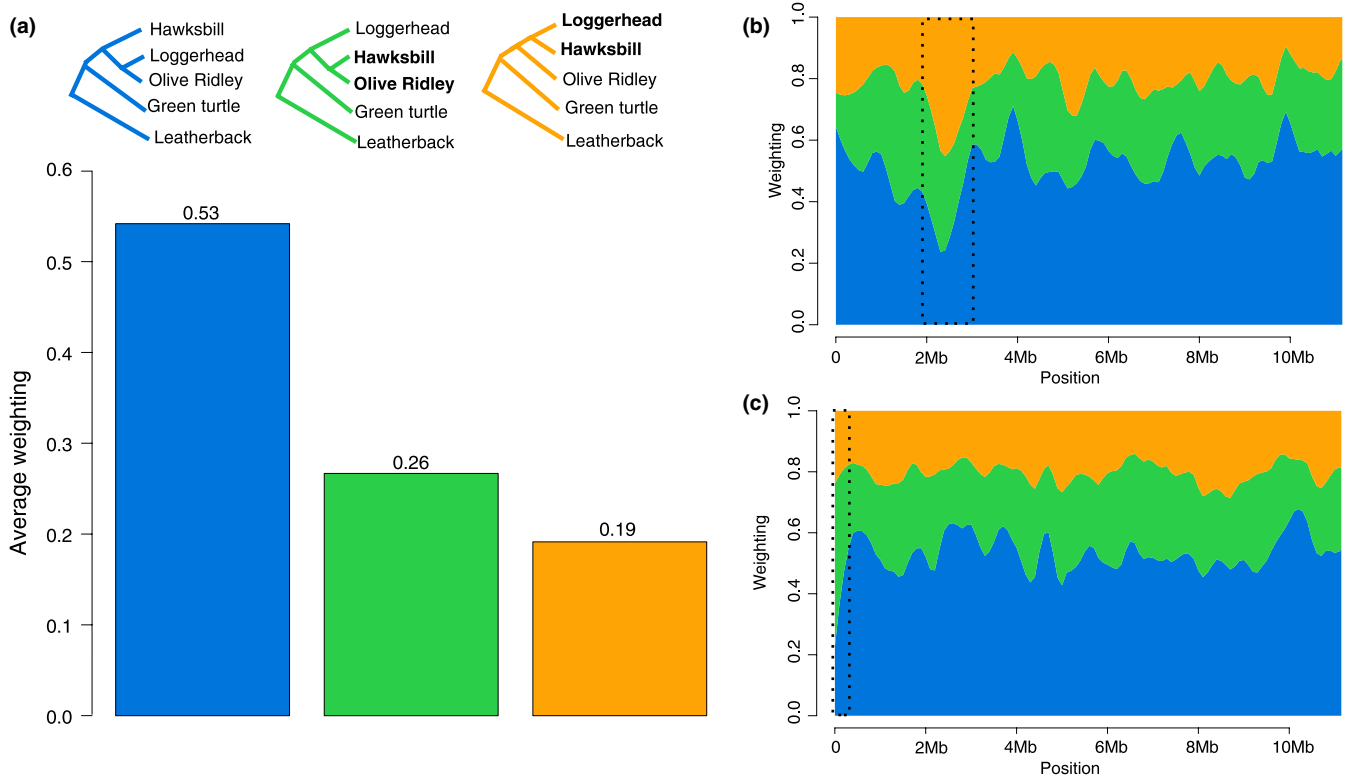 (a)
Hawksbill
Loggerhead
Olive Ridley
Green turtle
Leatherback
Loggerhead
Hawksbill
Olive Ridley
Green turtle
Leatherback
Loggerhead
Hawksbill
Olive Ridley
Green turtle
Leatherback
Average weighting
0.6
0.5
0.4
0.3
0.2
0.1
0.0
0.53
0.26
0.19
(b)
Weighting
1.0
0.8
0.6
0.4
0.2
0.0
0 2Mb 4Mb 6Mb 8Mb 10Mb
Position
(c)
Weighting
1.0
0.8
0.6
0.4
0.2
0.0
0 2Mb 4Mb 6Mb 8Mb 10Mb
Position